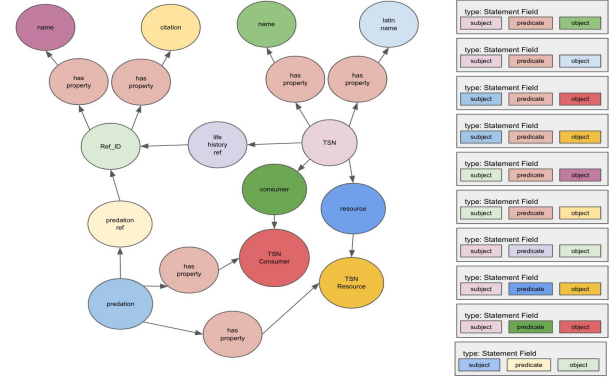 name
citation
name
latin
name
has
property
has
property
has
property
has
property
Ref_ID
life
history
ref
TSN
consumer
resource
predation
ref
has
property
TSN
Consumer
TSN
Resource
predation
has
property
type: Statement Field
subject predicate object
type: Statement Field
subject predicate object
type: Statement Field
subject predicate object
type: Statement Field
subject predicate object
type: Statement Field
subject predicate object
type: Statement Field
subject predicate object
type: Statement Field
subject predicate object
type: Statement Field
subject predicate object
type: Statement Field
subject predicate object
type: Statement Field
subject predicate object